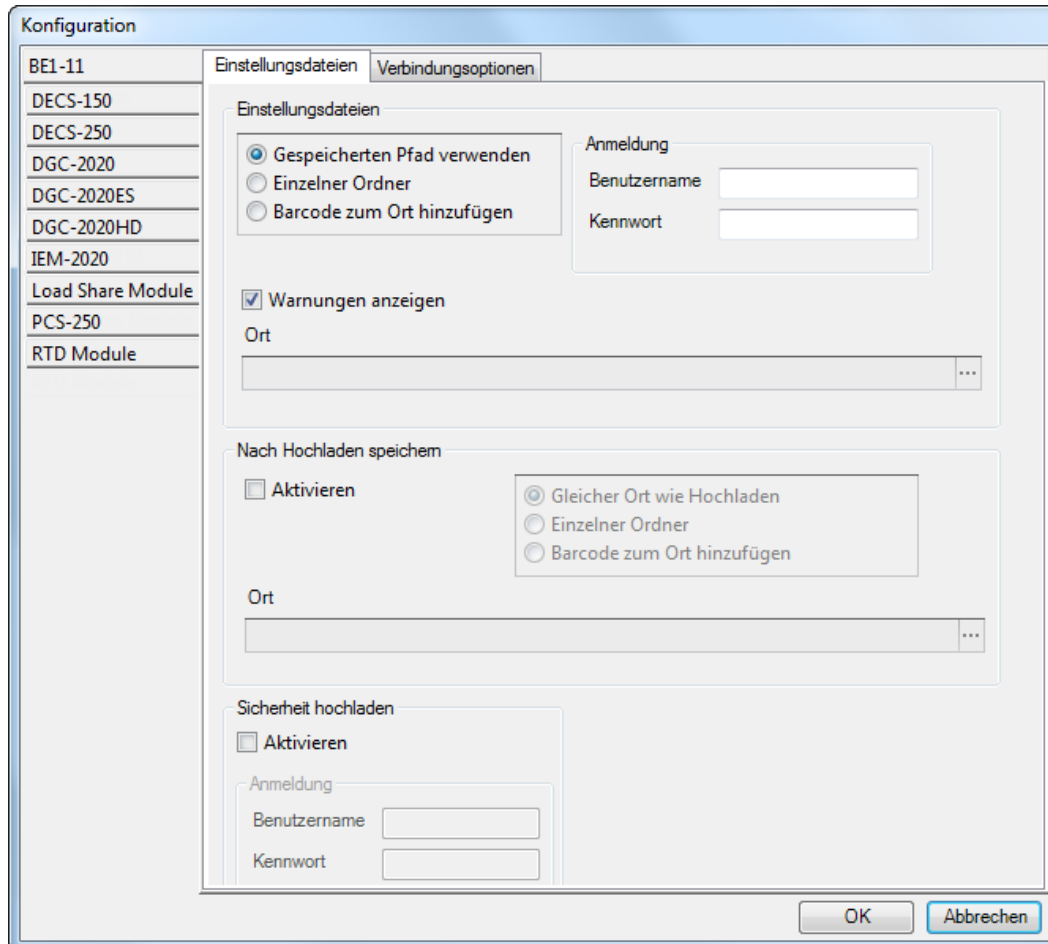 Konfiguration
BE1-11
DECS-150
DECS-250
DGC-2020
DGC-2020ES
DGC-2020HD
IEM-2020
Load Share Module
PCS-250
RTD Module
Einstellungsdateien
Verbindungsoptionen
Einstellungsdateien
Gespeicherten Pfad verwenden
Einzelner Ordner
Barcode zum Ort hinzufügen
Anmeldung
Benutzername
Kennwort
Warnungen anzeigen
Ort
...
Nach Hochladen speichern
Aktivieren
Gleicher Ort wie Hochladen
Einzelner Ordner
Barcode zum Ort hinzufügen
Ort
...
Sicherheit hochladen
Aktivieren
Anmeldung
Benutzername
Kennwort
OK
Abbrechen